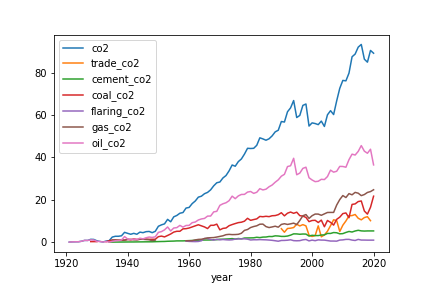 co2
trade_co2
cement_co2
coal_co2
flaring_co2
gas_co2
oil_co2
80
60
40
20
0
1920 1940 1960 1980 2000 2020
year